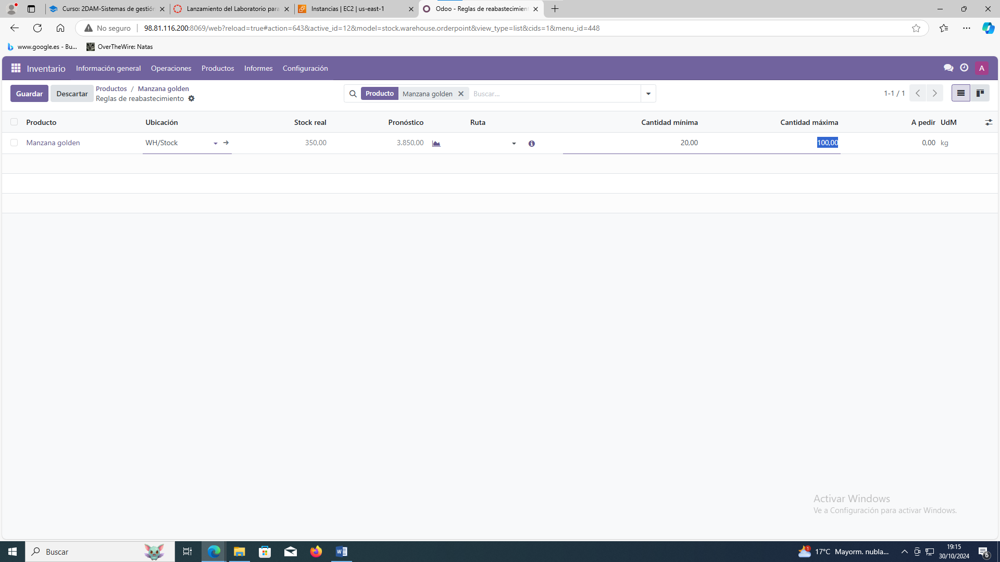 Curso: 2DAM-Sistemas de gestión
Lanzamiento del Laboratorio para
Instancias | EC2 | us-east-1
Odoo - Reglas de reabastecimient
No seguro
98.81.116.200:8069/web?reload=true#action=643&active_id=12&model=stock.warehouse.orderpoint&view_type=list&cids=1&menu_id=448
www.google.es - Bu...
OverTheWire: Natas
Inventario Información general Operaciones Productos Informes Configuración
A
Guardar Descartar
Productos / Manzana golden
Reglas de reabastecimiento
Producto Manzana golden
Buscar...
1-1 / 1
Producto Ubicación Stock real Pronóstico Ruta Cantidad mínima Cantidad máxima A pedir UdM
Manzana golden WH/Stock 350,00 3.850,00 20,00 100,00 0,00 kg
Activar Windows
Ve a Configuración para activar Windows.
Buscar
1
17°C Mayorm. nubla...
19:15
30/10/2024
6